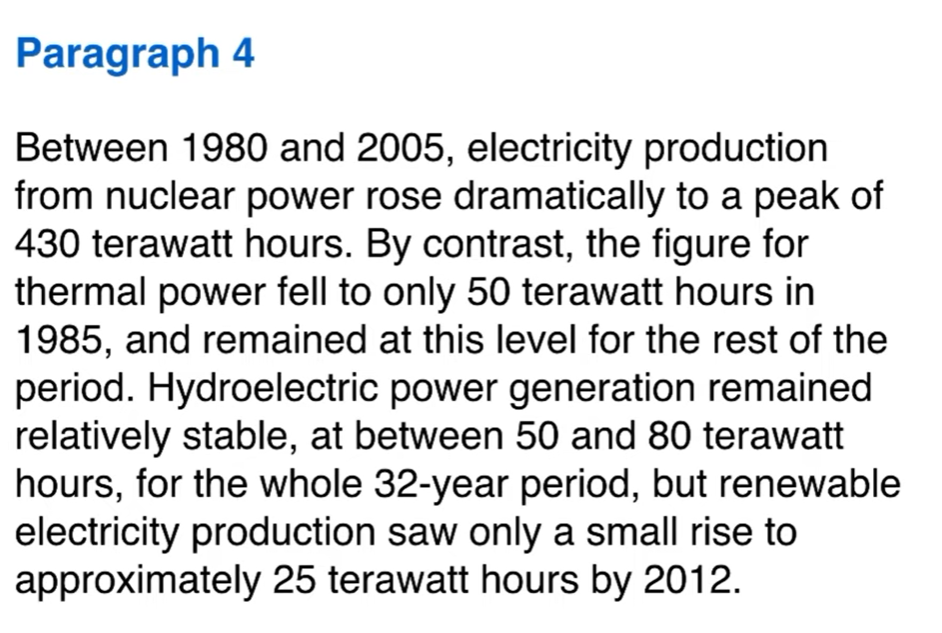 Paragraph 4
Between 1980 and 2005, electricity production
from nuclear power rose dramatically to a peak of
430 terawatt hours. By contrast, the figure for
thermal power fell to only 50 terawatt hours in
1985, and remained at this level for the rest of the
period. Hydroelectric power generation remained
relatively stable, at between 50 and 80 terawatt
hours, for the whole 32-year period, but renewable
electricity production saw only a small rise to
approximately 25 terawatt hours by 2012.